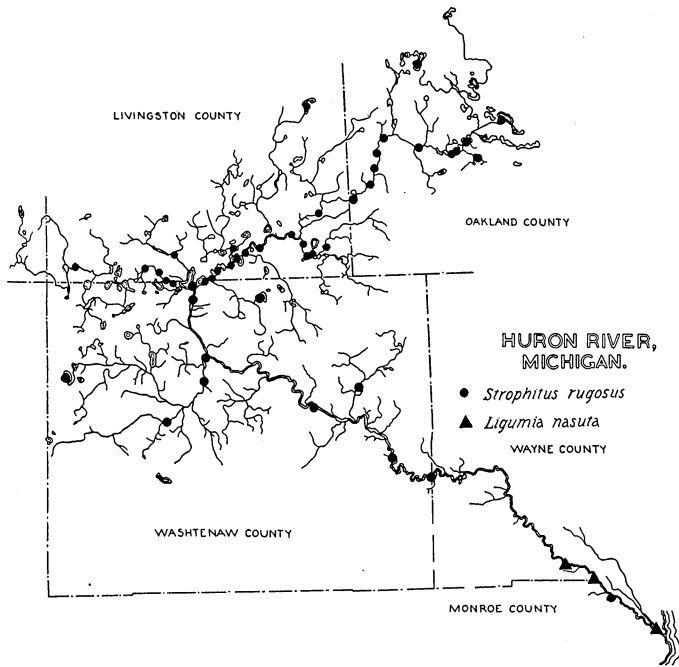 LIVINGSTON COUNTY
OAKLAND COUNTY
HURON RIVER,
MICHIGAN.
Strophitus rugosus
Ligumia nasuta
WAYNE COUNTY
WASHTENAW COUNTY
MONROE COUNTY